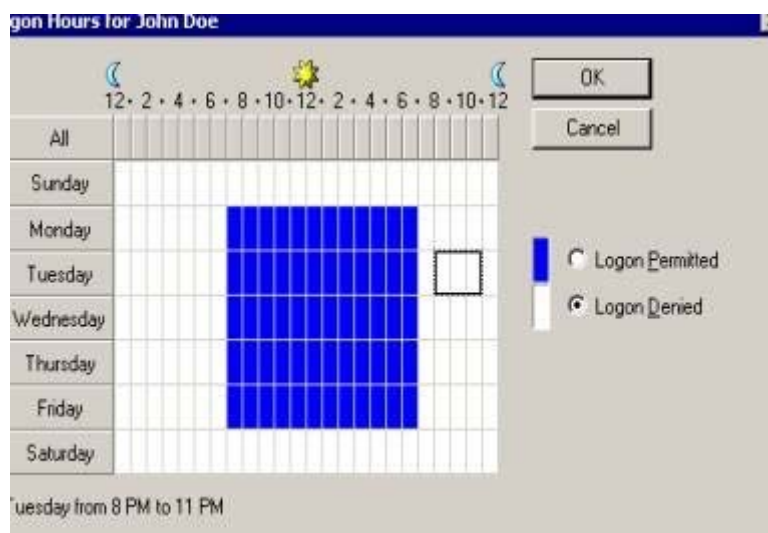 gon Hours for John Doe
12 · 2 · 4 · 6 · 8 · 10 · 12 · 2 · 4 · 6 · 8 · 10 · 12
All
Sunday
Monday
Tuesday
Wednesday
Thursday
Friday
Saturday
OK
Cancel
Logon Permitted
Logon Denied
uesday from 8 PM to 11 PM